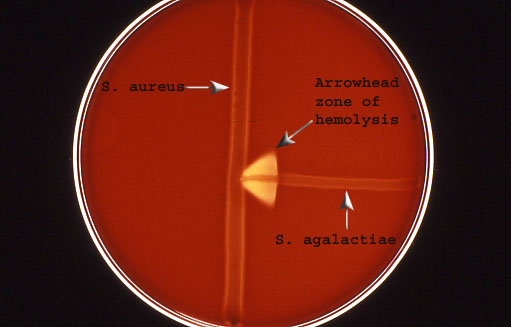 S. aureus
Arrowhead
zone of
hemolysis
S. agalactiae